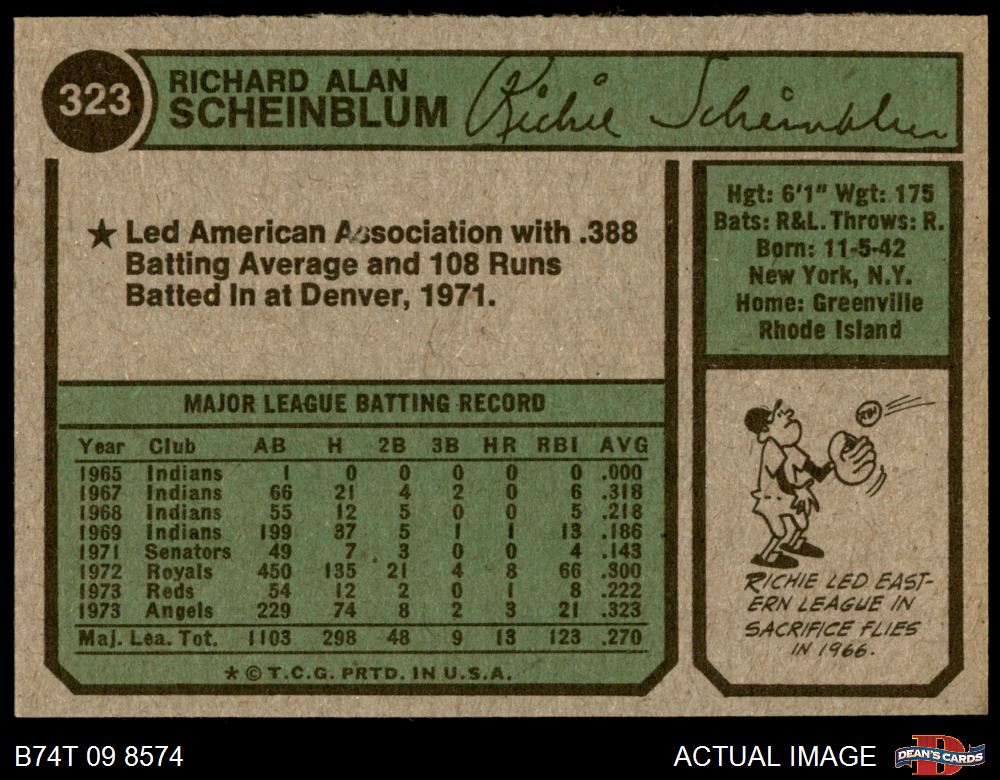 323
RICHARD ALAN
SCHEINBLUM
Richie Scheinblum
★ Led American Association with .388
Batting Average and 108 Runs
Batted In at Denver, 1971.
Hgt: 6'1" Wgt: 175
Bats: R&L. Throws: R.
Born: 11-5-42
New York, N.Y.
Home: Greenville
Rhode Island
MAJOR LEAGUE BATTING RECORD
Year Club AB H 2B 3B HR RBI AVG
1965 Indians 1 0 0 0 0 0 .000
1967 Indians 66 21 4 2 0 6 .318
1968 Indians 55 12 5 0 0 5 .218
1969 Indians 199 37 5 1 1 13 .186
1971 Senators 49 7 3 0 0 4 .143
1972 Royals 450 135 21 4 8 66 .300
1973 Reds 54 12 2 0 1 8 .222
1973 Angels 229 74 8 2 3 21 .323
Maj. Lea. Tot. 1103 298 48 9 13 123 .270
* © T.C.G. PRTD. IN U.S.A.
RICHIE LED EAST-
ERN LEAGUE IN
SACRIFICE FLIES
IN 1966.
B74T 09 8574
ACTUAL IMAGE
DEAN'S CARDS